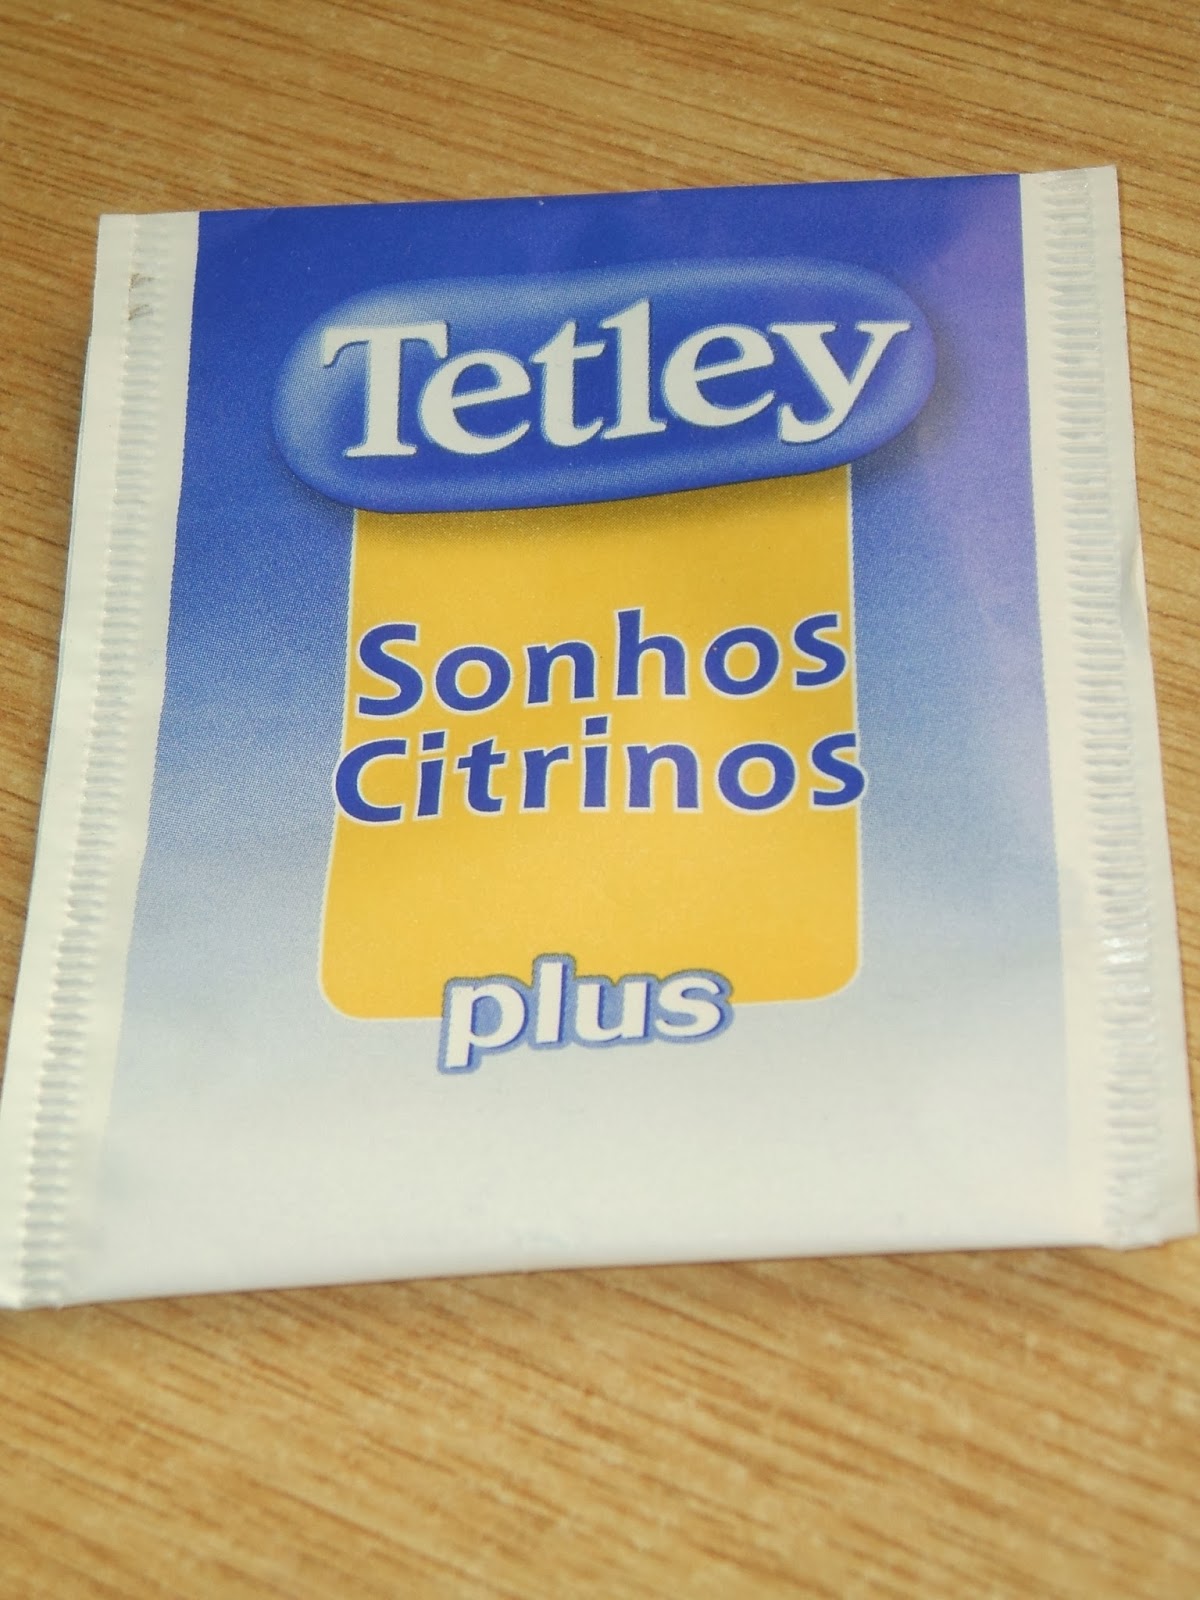 Tetley
Sonhos
Citrinos
plus